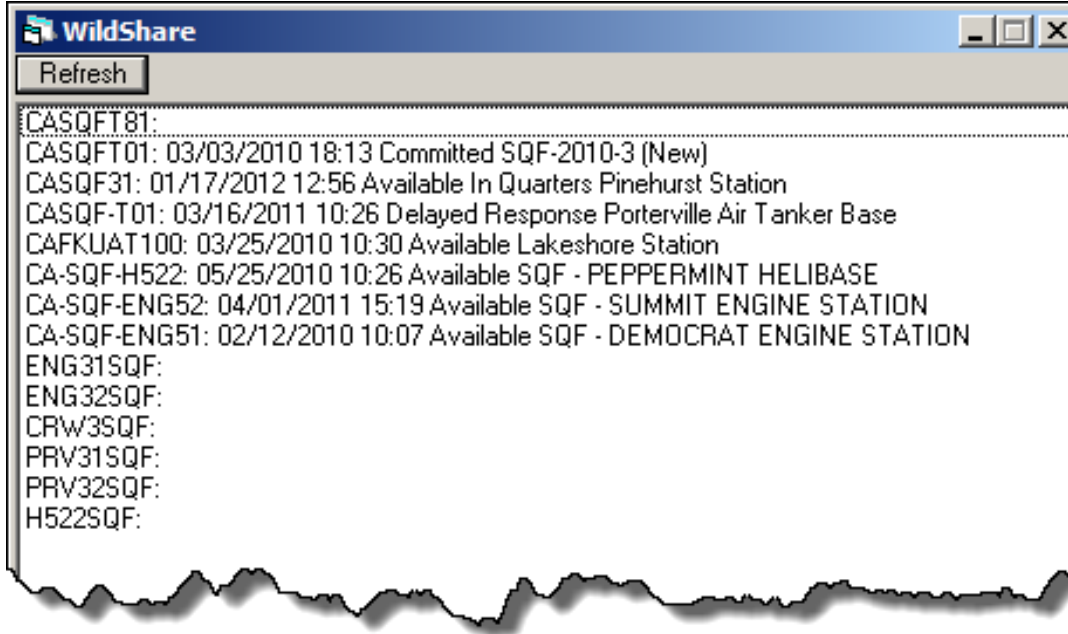 WildShare
Refresh
CASQFT81:
CASQFT01: 03/03/2010 18:13 Committed SQF-2010-3 (New)
CASQF31: 01/17/2012 12:56 Available In Quarters Pinehurst Station
CASQF-T01: 03/16/2011 10:26 Delayed Response Porterville Air Tanker Base
CAFKUAT100: 03/25/2010 10:30 Available Lakeshore Station
CA-SQF-H522: 05/25/2010 10:26 Available SQF - PEPPERMINT HELIBASE
CA-SQF-ENG52: 04/01/2011 15:19 Available SQF - SUMMIT ENGINE STATION
CA-SQF-ENG51: 02/12/2010 10:07 Available SQF - DEMOCRAT ENGINE STATION
ENG31SQF:
ENG32SQF:
CRW3SQF:
PRV31SQF:
PRV32SQF:
H522SQF: